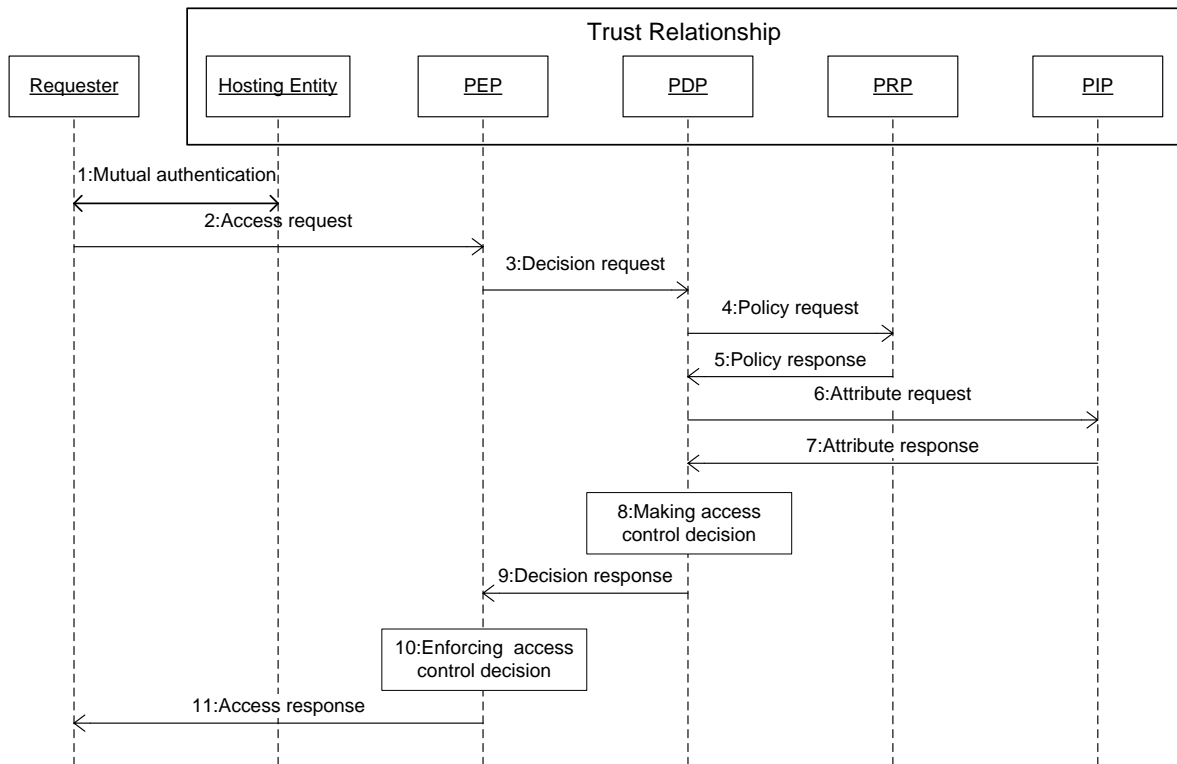 Trust Relationship
Requester
Hosting Entity
PEP
PDP
PRP
PIP
1:Mutual authentication
2:Access request
3:Decision request
4:Policy request
5:Policy response
6:Attribute request
7:Attribute response
8:Making access
control decision
9:Decision response
10:Enforcing access
control decision
11:Access response